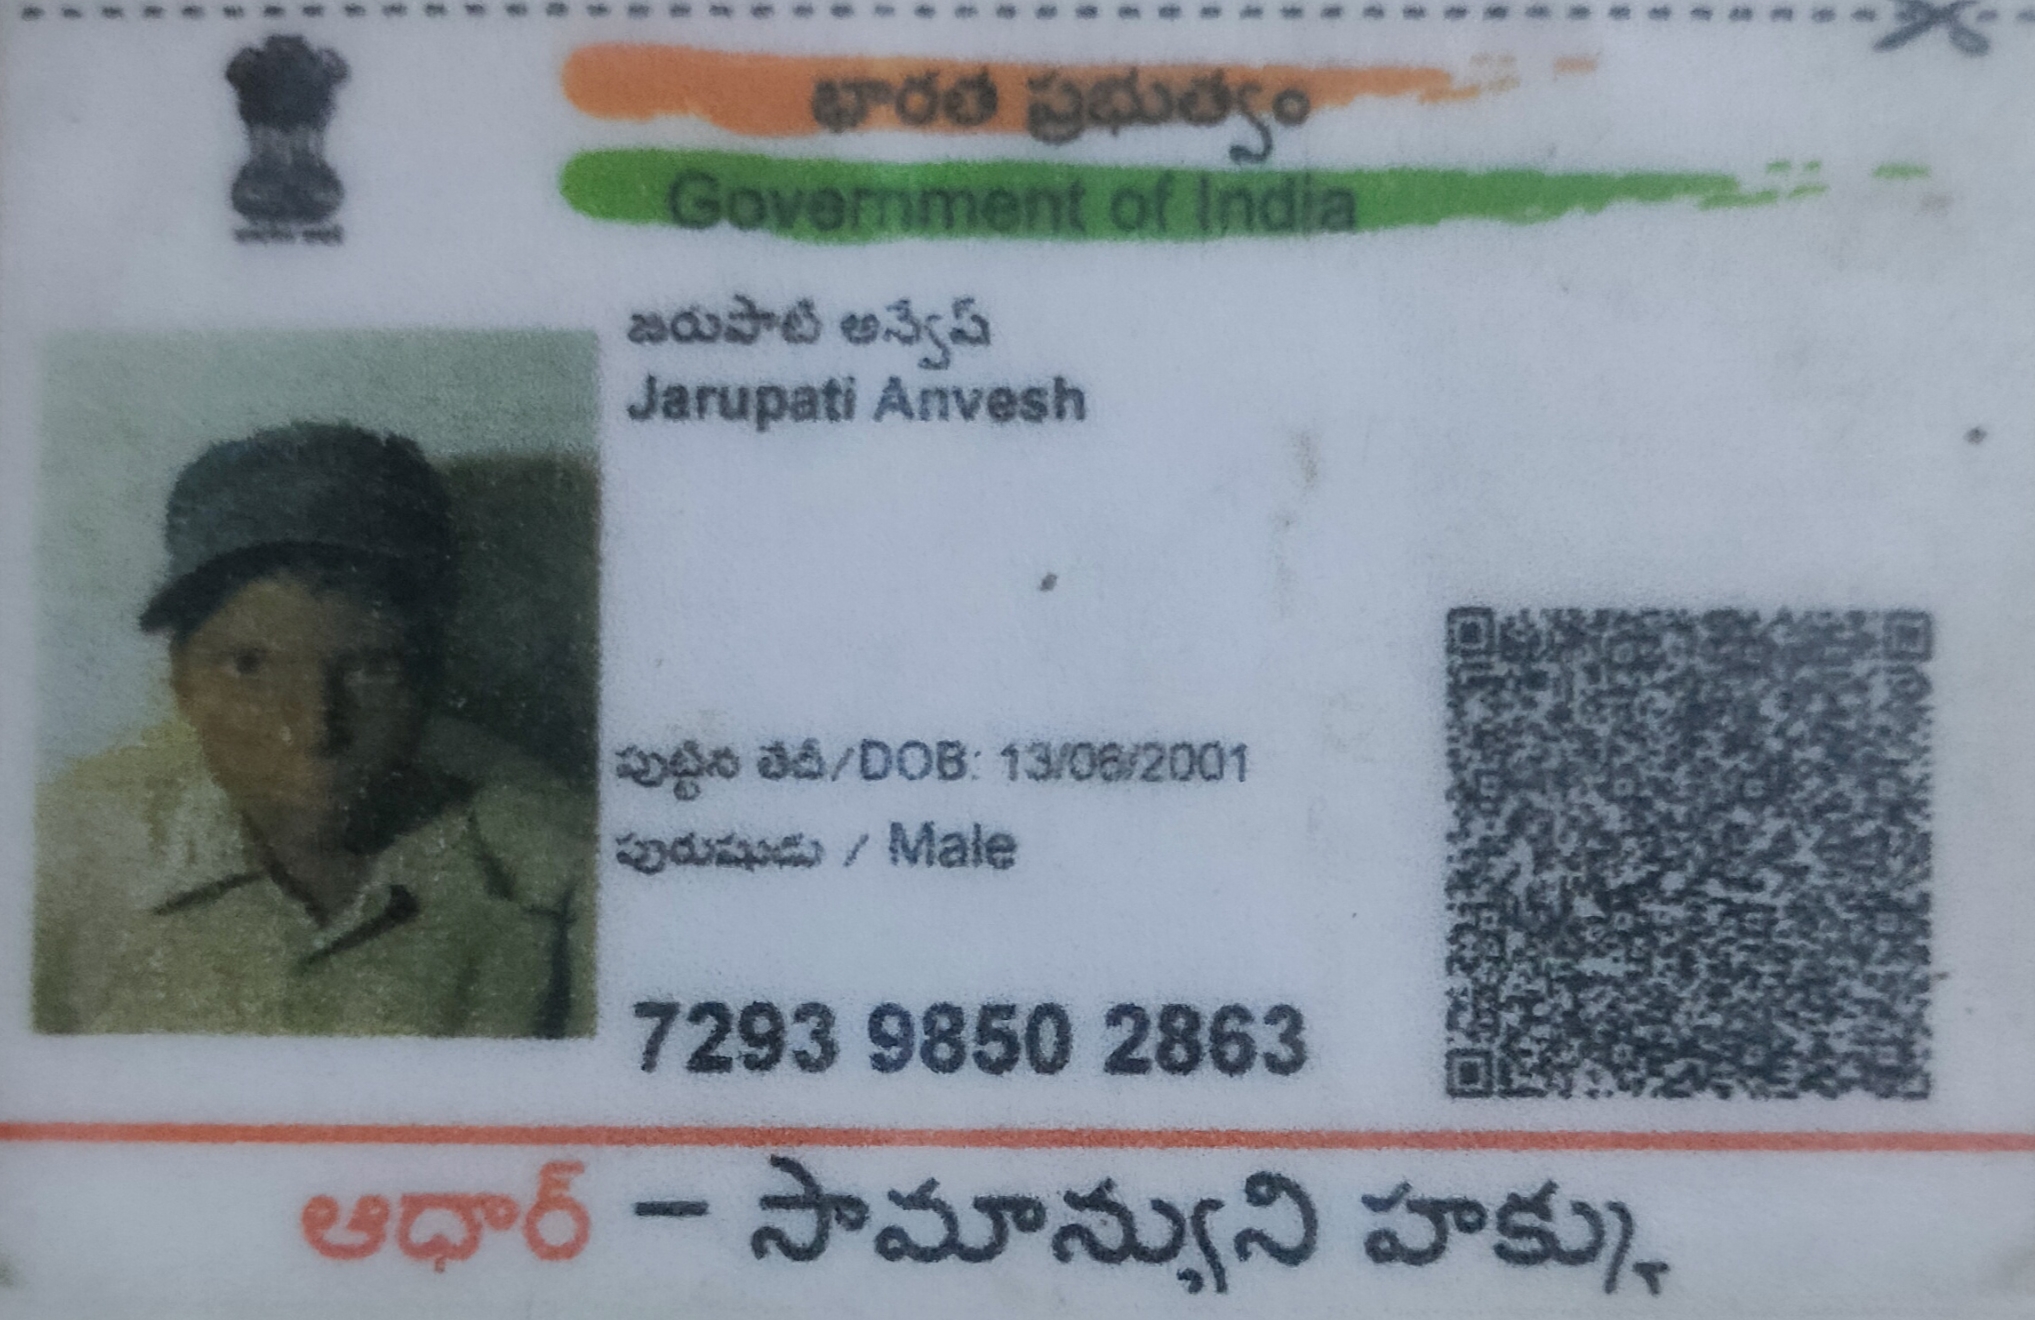 భారత ప్రభుత్వం
Government of India
జరుపాటి అన్వేష్
Jarupati Anvesh
పుట్టిన తేదీ/DOB: 13/06/2001
పురుషుడు / Male
7293 9850 2863
ఆధార్ – సామాన్యుని హక్కు